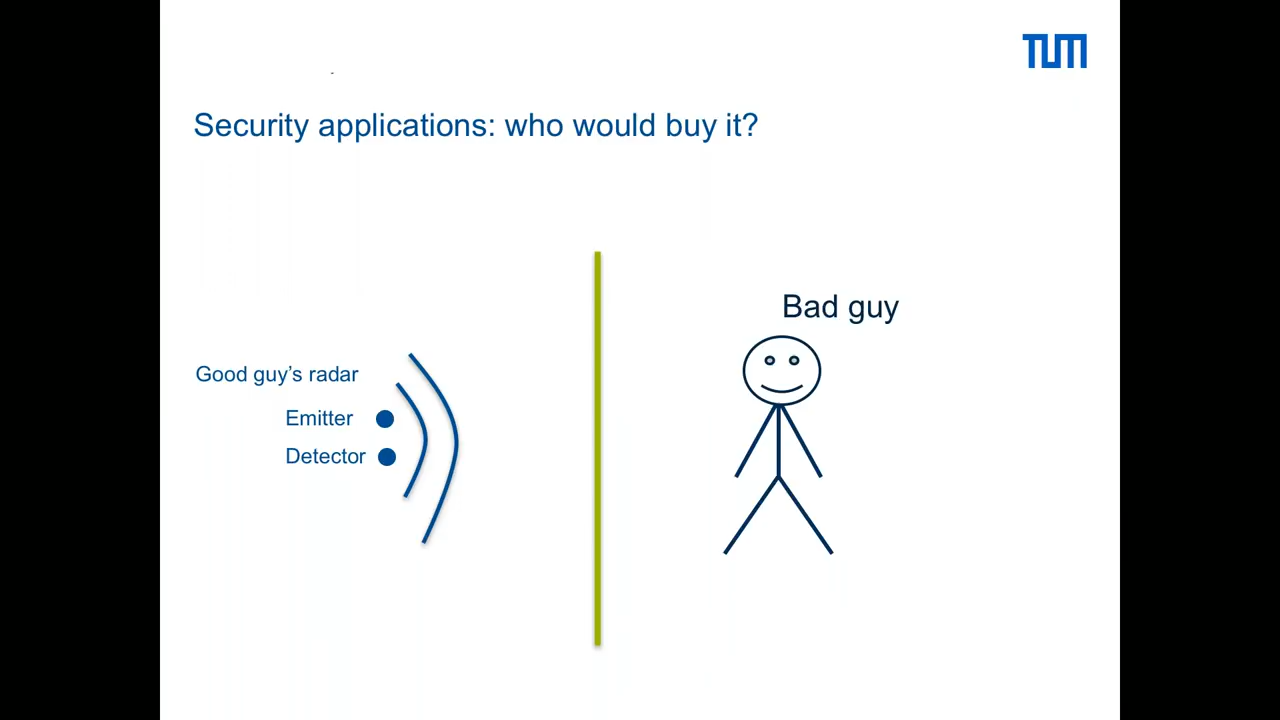 TUM
Security applications: who would buy it?
Bad guy
Good guy’s radar
Emitter
Detector